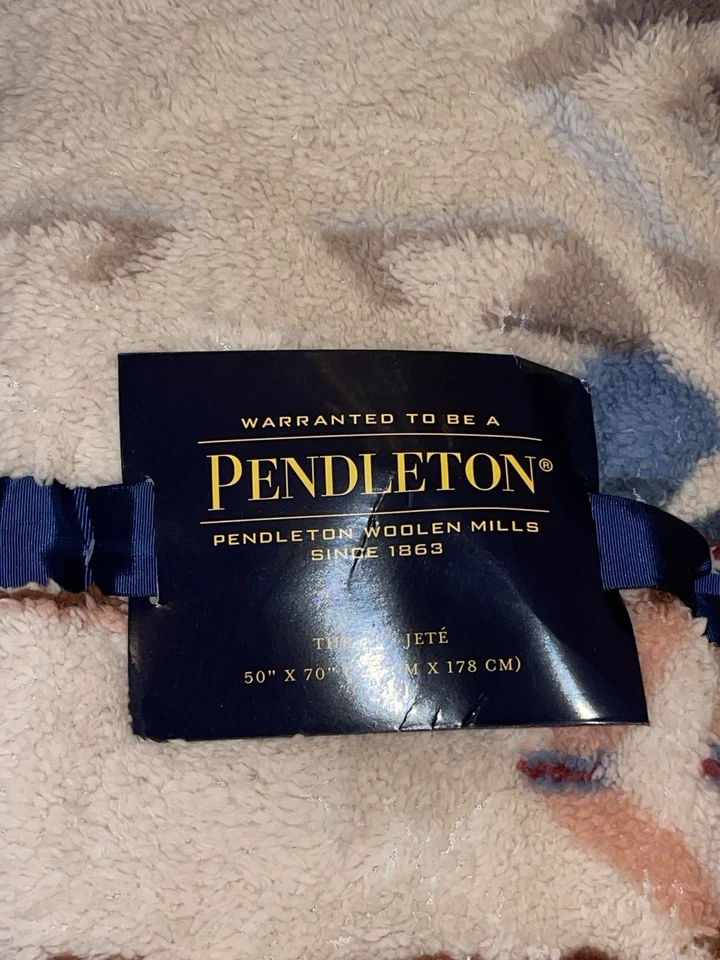 WARRANTED TO BE A
PENDLETON®
PENDLETON WOOLEN MILLS
SINCE 1863
JETÉ
50" X 70" X 178 CM)